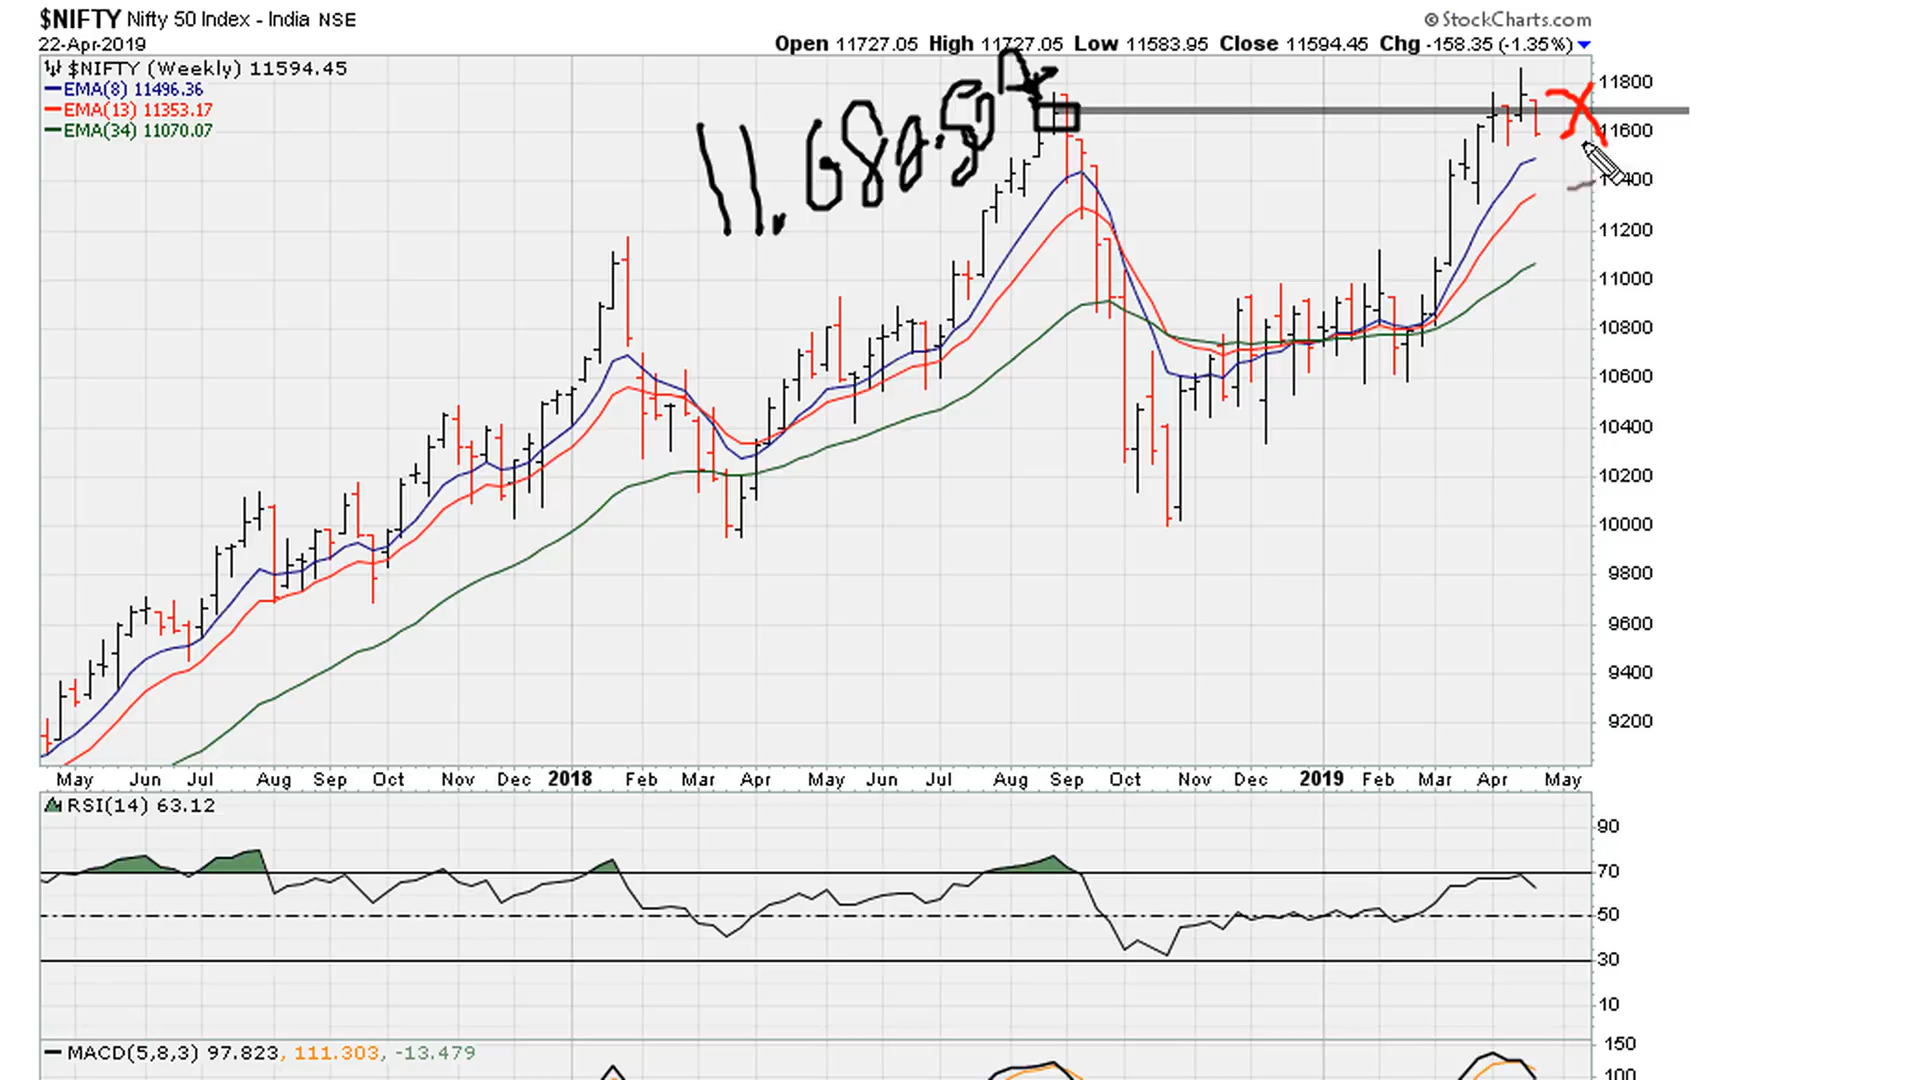 $NIFTY Nifty 50 Index - India NSE
© StockCharts.com
22-Apr-2019
Open 11727.05 High 11727.05 Low 11583.95 Close 11594.45 Chg -158.35 (-1.35%)
$NIFTY (Weekly) 11594.45
EMA(8) 11496.36
EMA(13) 11353.17
EMA(34) 11070.07
11800
11600
11400
11200
11000
10800
10600
10400
10200
10000
9800
9600
9400
9200
May Jun Jul Aug Sep Oct Nov Dec 2018 Feb Mar Apr May Jun Jul Aug Sep Oct Nov Dec 2019 Feb Mar Apr May
RSI(14) 63.12
90
70
50
30
10
MACD(5,8,3) 97.823, 111.303, -13.479
150
100